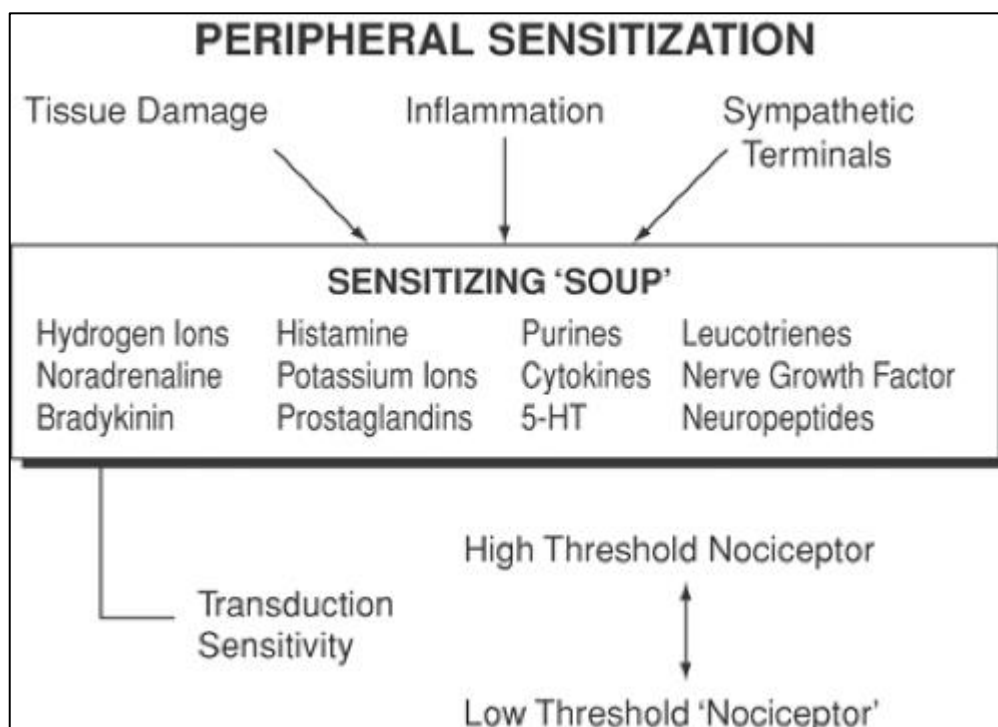 PERIPHERAL SENSITIZATION
Tissue Damage Inflammation Sympathetic
Terminals
SENSITIZING ‘SOUP’
Hydrogen Ions Histamine Purines Leucotrienes
Noradrenaline Potassium Ions Cytokines Nerve Growth Factor
Bradykinin Prostaglandins 5-HT Neuropeptides
High Threshold Nociceptor
Transduction
Sensitivity
Low Threshold ‘Nociceptor’